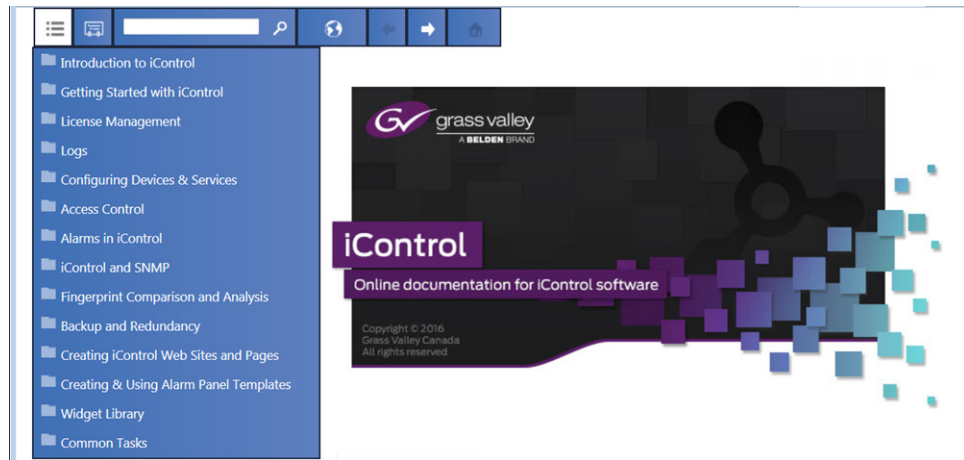 Introduction to iControl
Getting Started with iControl
License Management
Logs
Configuring Devices & Services
Access Control
Alarms in iControl
iControl and SNMP
Fingerprint Comparison and Analysis
Backup and Redundancy
Creating iControl Web Sites and Pages
Creating & Using Alarm Panel Templates
Widget Library
Common Tasks
GV grass valley
A BELDEN BRAND
iControl
Online documentation for iControl software
Copyright © 2016
Grass Valley Canada
All rights reserved